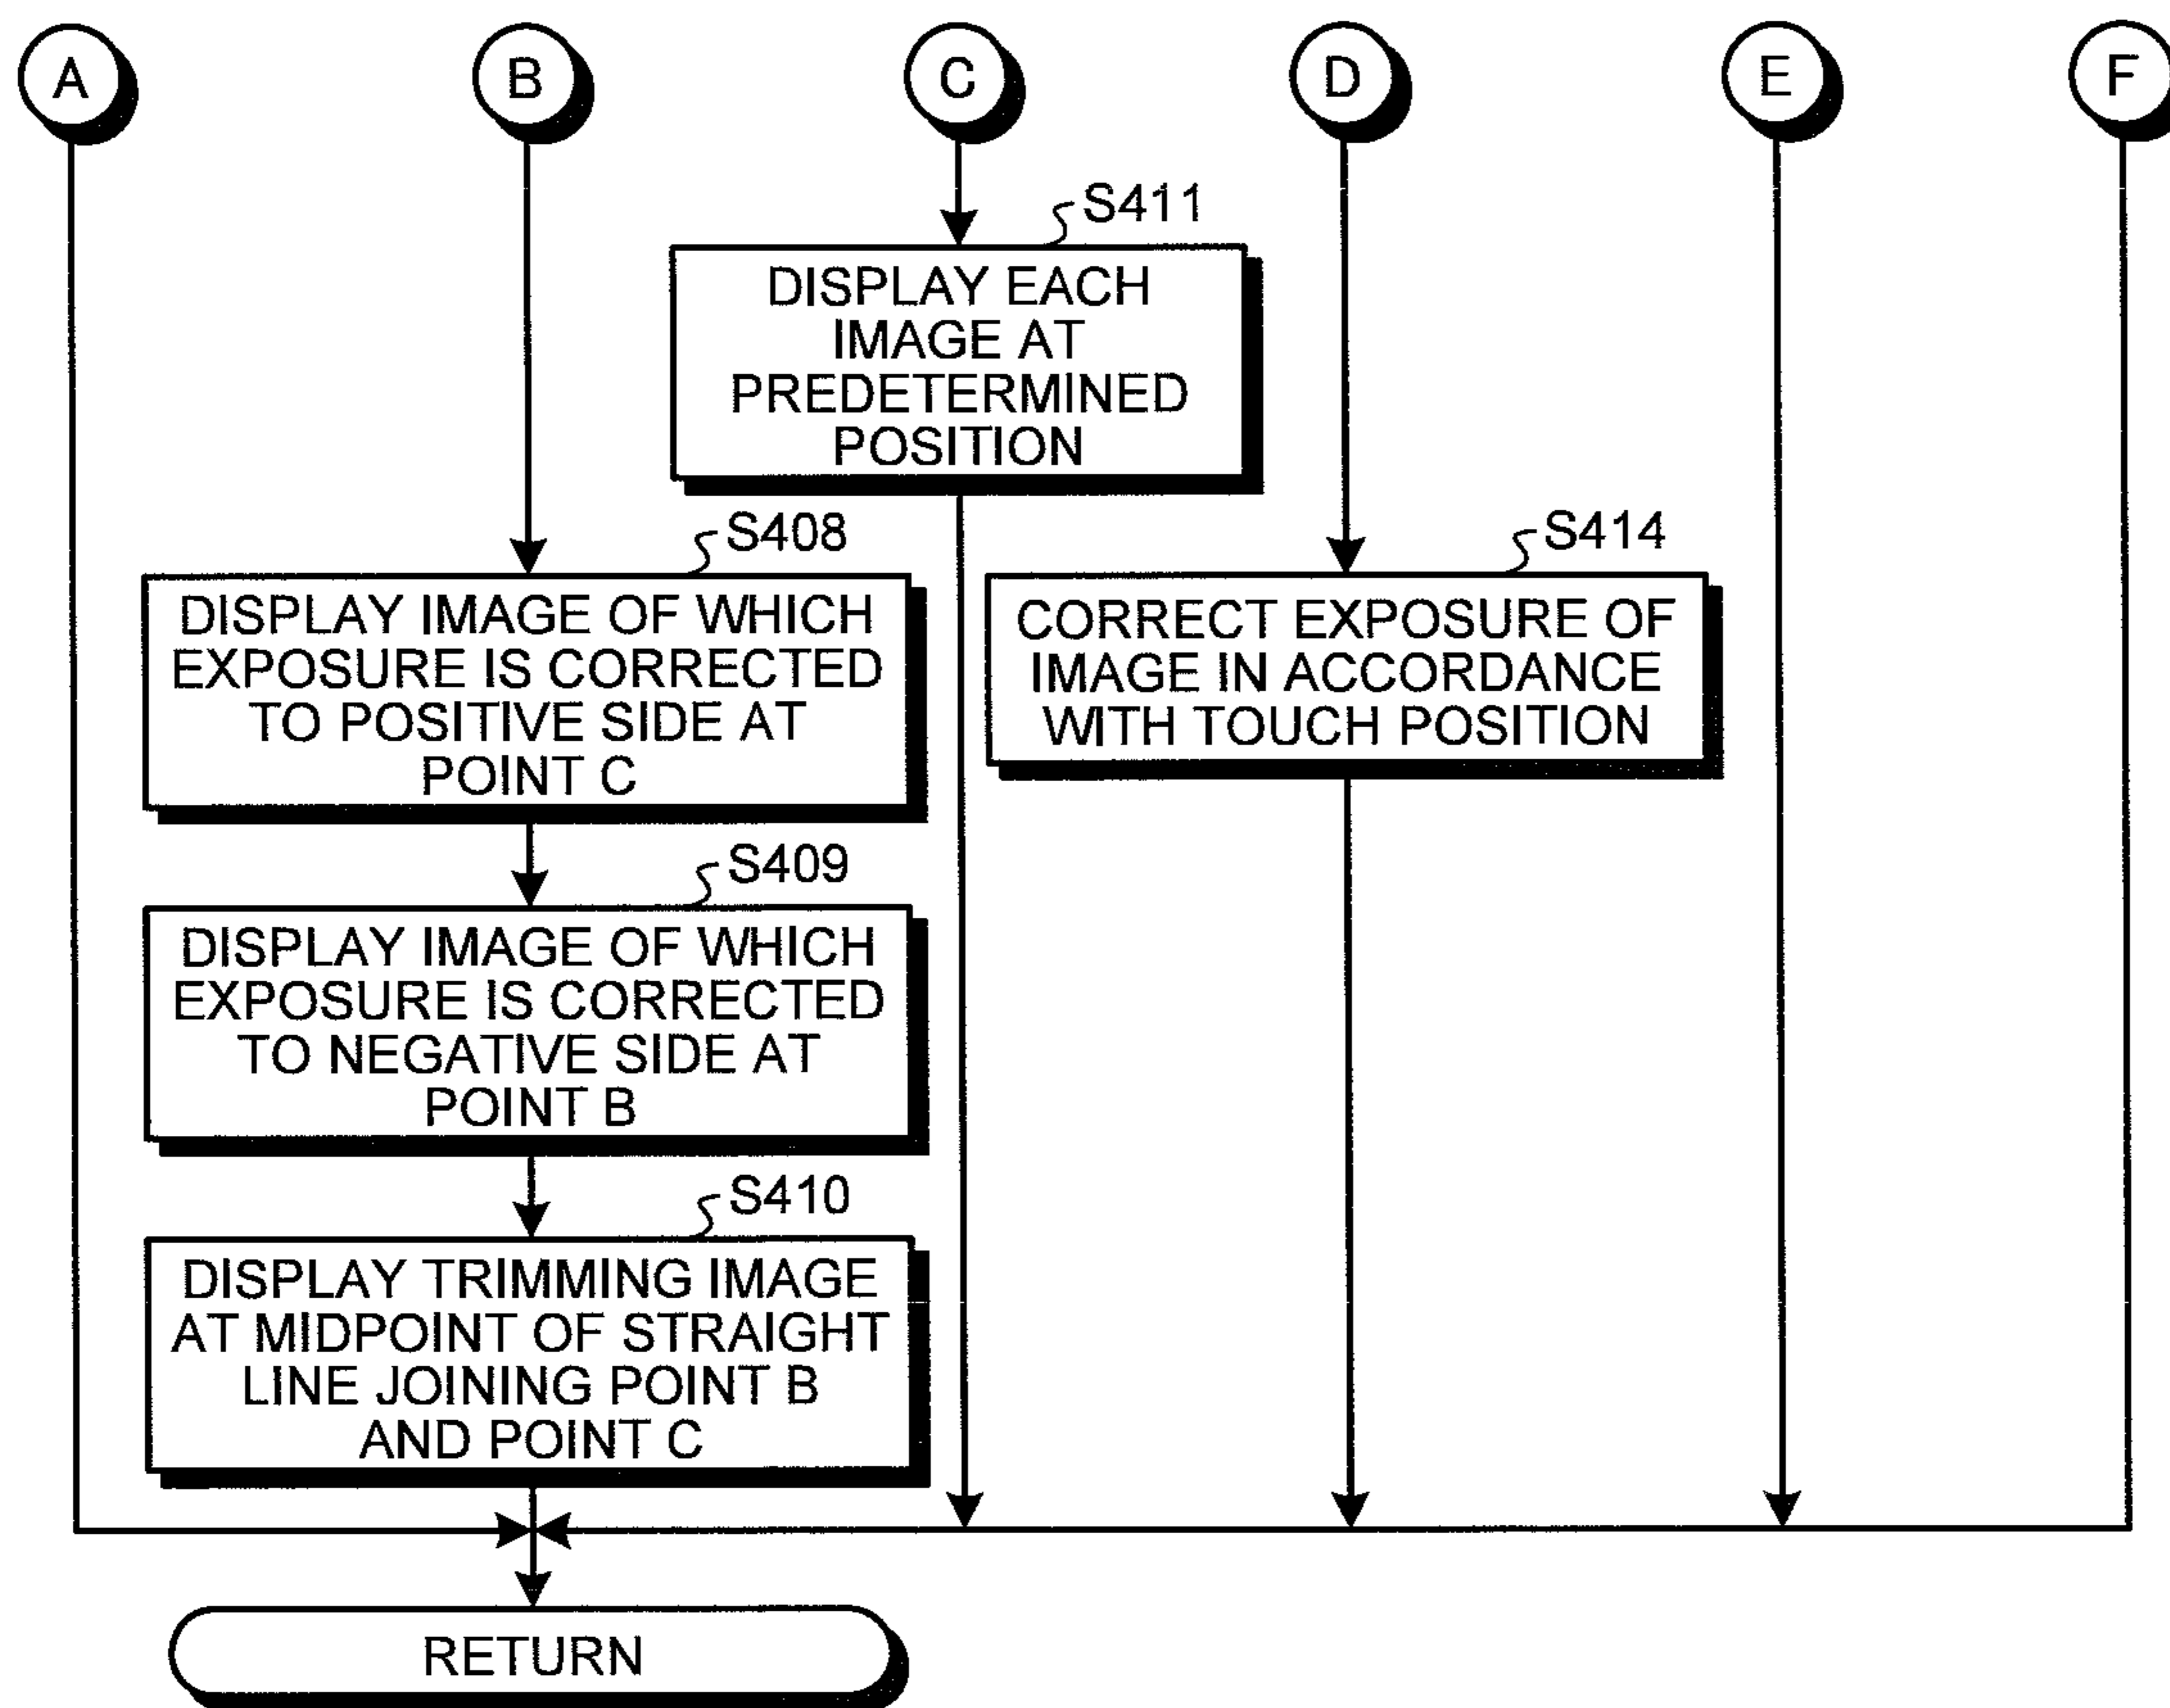 A
B
C
D
E
F
S411
DISPLAY EACH
IMAGE AT
PREDETERMINED
POSITION
S408
DISPLAY IMAGE OF WHICH
EXPOSURE IS CORRECTED
TO POSITIVE SIDE AT
POINT C
S414
CORRECT EXPOSURE OF
IMAGE IN ACCORDANCE
WITH TOUCH POSITION
S409
DISPLAY IMAGE OF WHICH
EXPOSURE IS CORRECTED
TO NEGATIVE SIDE AT
POINT B
S410
DISPLAY TRIMMING IMAGE
AT MIDPOINT OF STRAIGHT
LINE JOINING POINT B
AND POINT C
RETURN